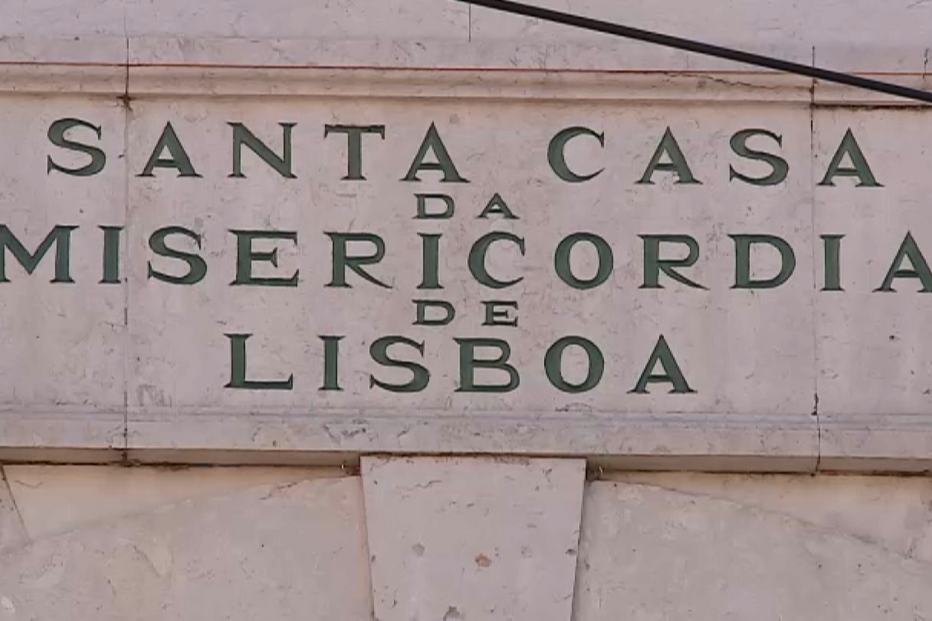 SANTA CASA
DA
MISERICORDIA
DE
LISBOA